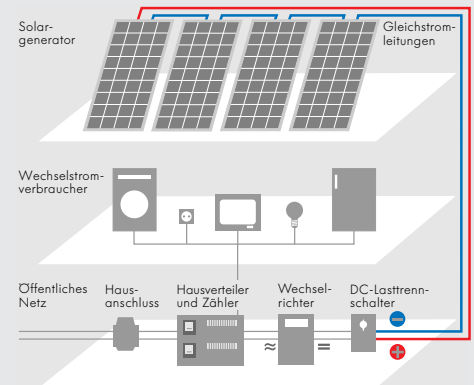 Solar-
generator
Gleichstrom-
leitungen
Wechselstrom-
verbraucher
Öffentliches
Netz
Haus-
anschluss
Hausverteiler
und Zähler
Wechsel-
richter
DC-Lasttrenn-
schalter
≈
=
−
+